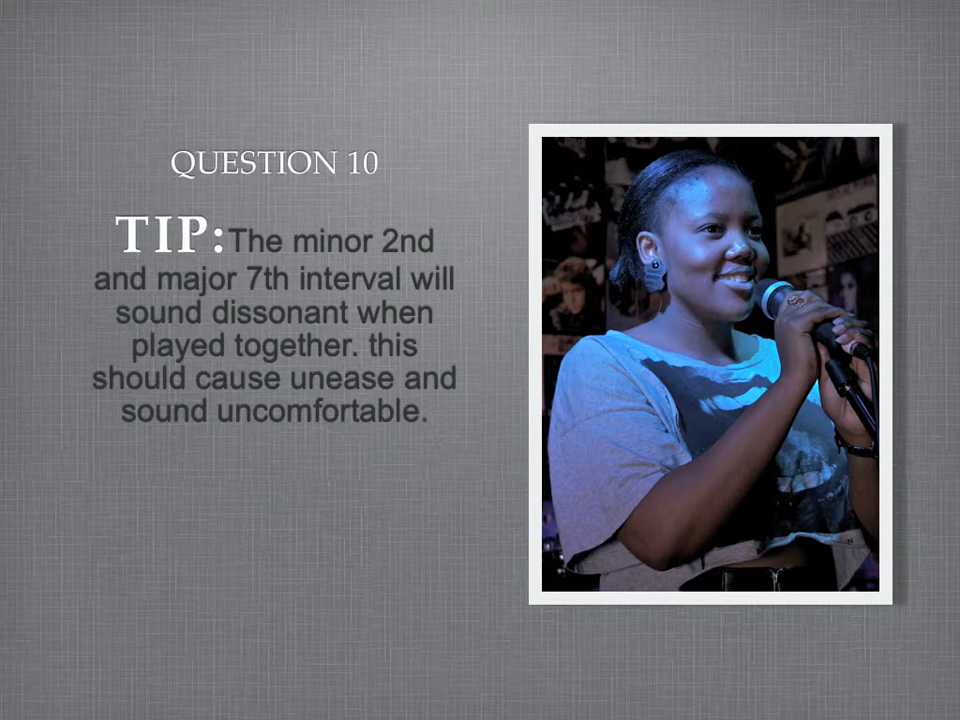 QUESTION 10
TIP:The minor 2nd
and major 7th interval will
sound dissonant when
played together. this
should cause unease and
sound uncomfortable.